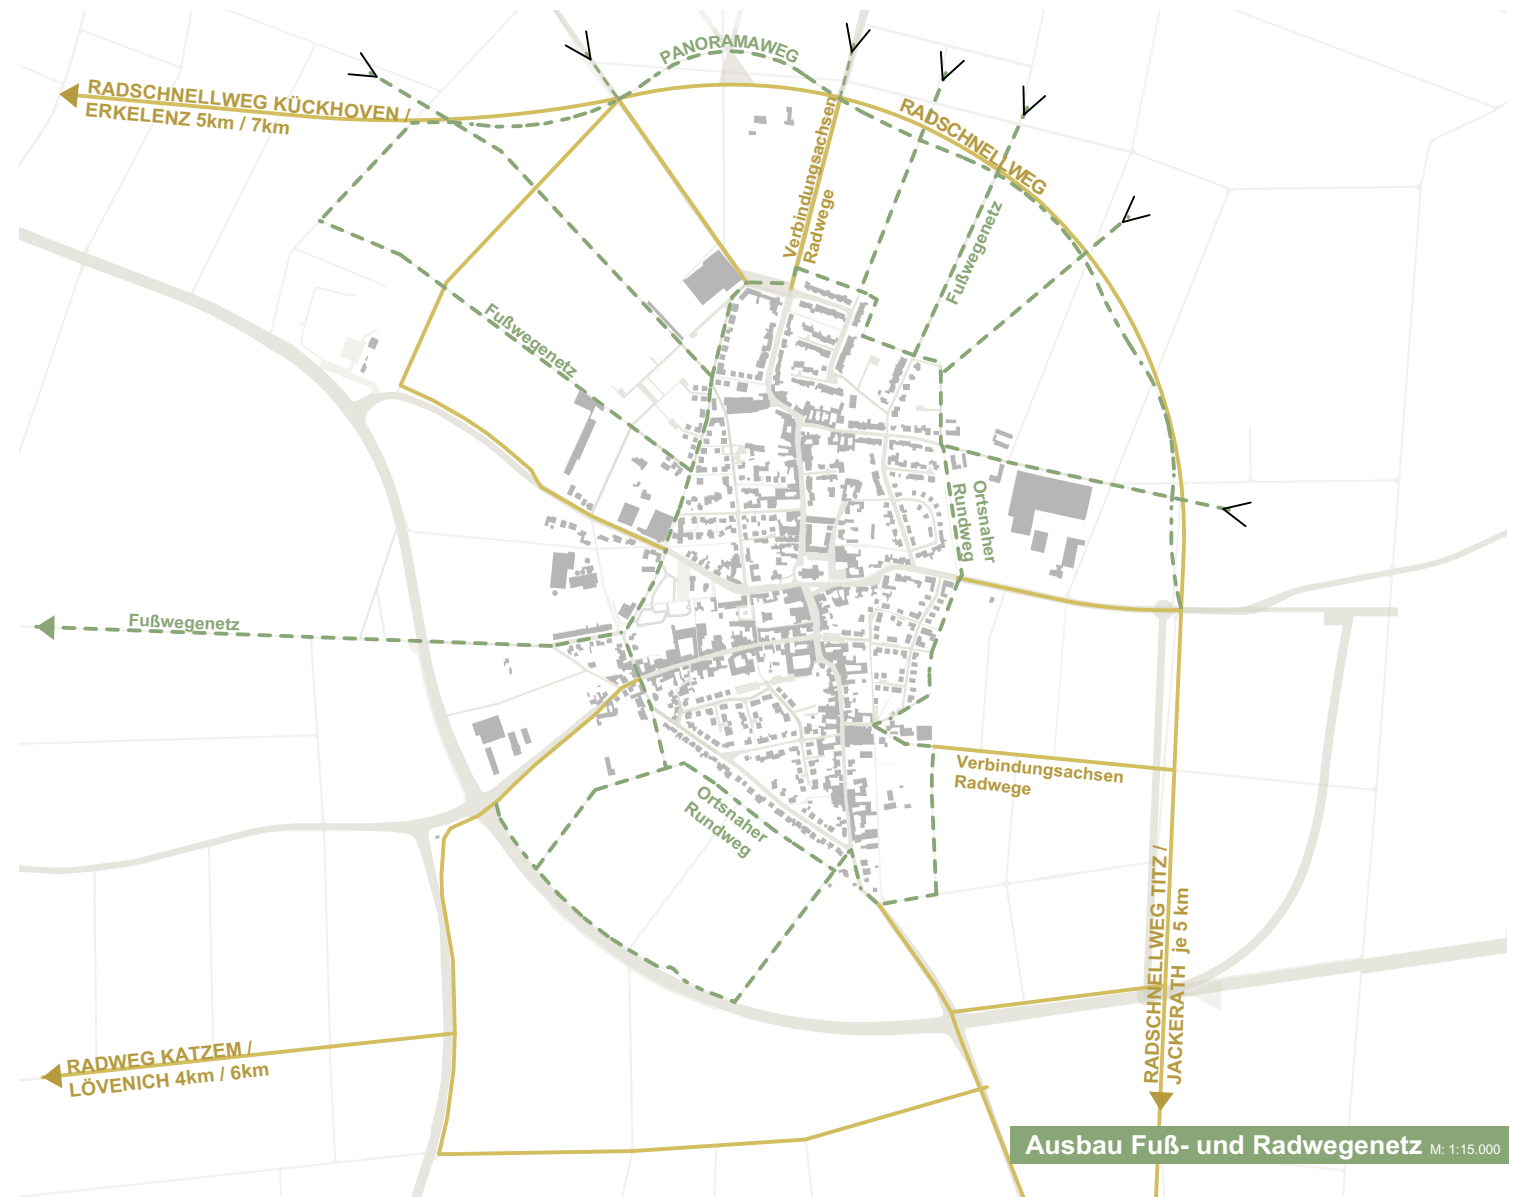 PANORAMAWEG
RADSCHNELLWEG KÜCKHOVEN /
ERKELENZ 5km / 7km
RADSCHNELLWEG
Verbindungsachsen
Radwege
Fußwegenetz
Fußwegenetz
Ortsnaher
Rundweg
Fußwegenetz
Verbindungsachsen
Radwege
Ortsnaher
Rundweg
RADSCHNELLWEG TITZ /
JACKERATH je 5 km
RADWEG KATZEM /
LÖVENICH 4km / 6km
Ausbau Fuß- und Radwegenetz M: 1:15.000